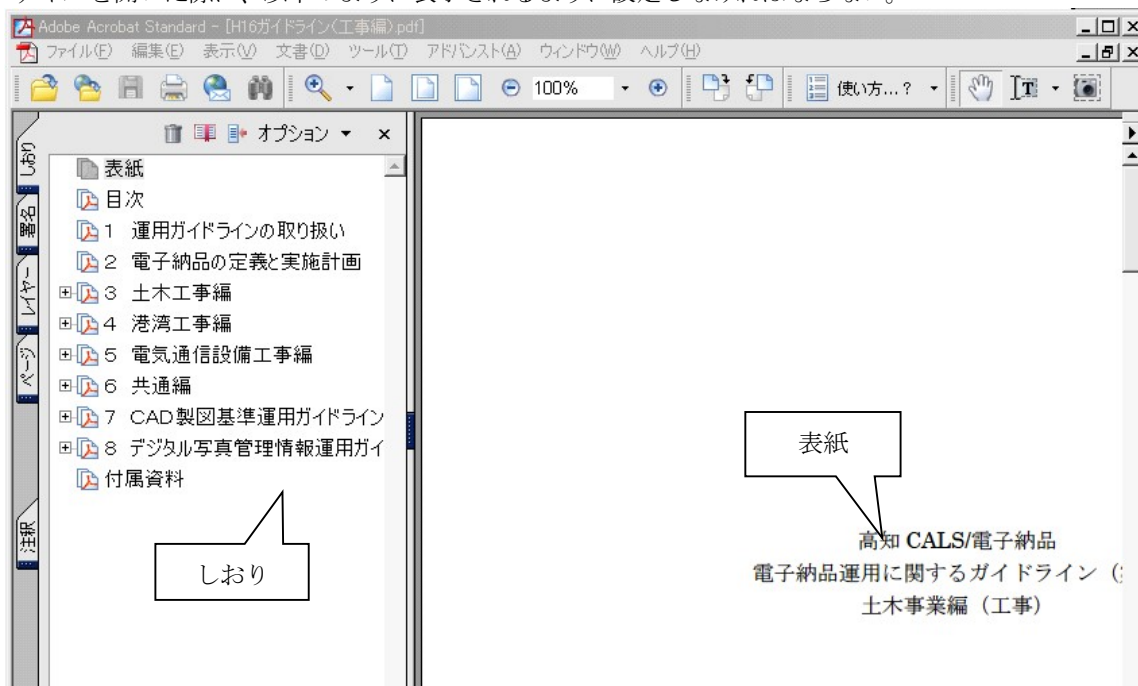 Adobe Acrobat Standard - [H16ガイドライン(工事編).pdf]
ファイル(F) 編集(E) 表示(V) 文書(D) ツール(T) アドバンスト(A) ウィンドウ(W) ヘルプ(H)
100%
使い方...?
オプション
しおり
署名
レイヤー
ページ
注釈
表紙
目次
1 運用ガイドラインの取り扱い
2 電子納品の定義と実施計画
3 土木工事編
4 港湾工事編
5 電気通信設備工事編
6 共通編
7 CAD製図基準運用ガイドライン
8 デジタル写真管理情報運用ガイ
付属資料
しおり
表紙
高知 CALS/電子納品
電子納品運用に関するガイドライン(
土木事業編(工事)